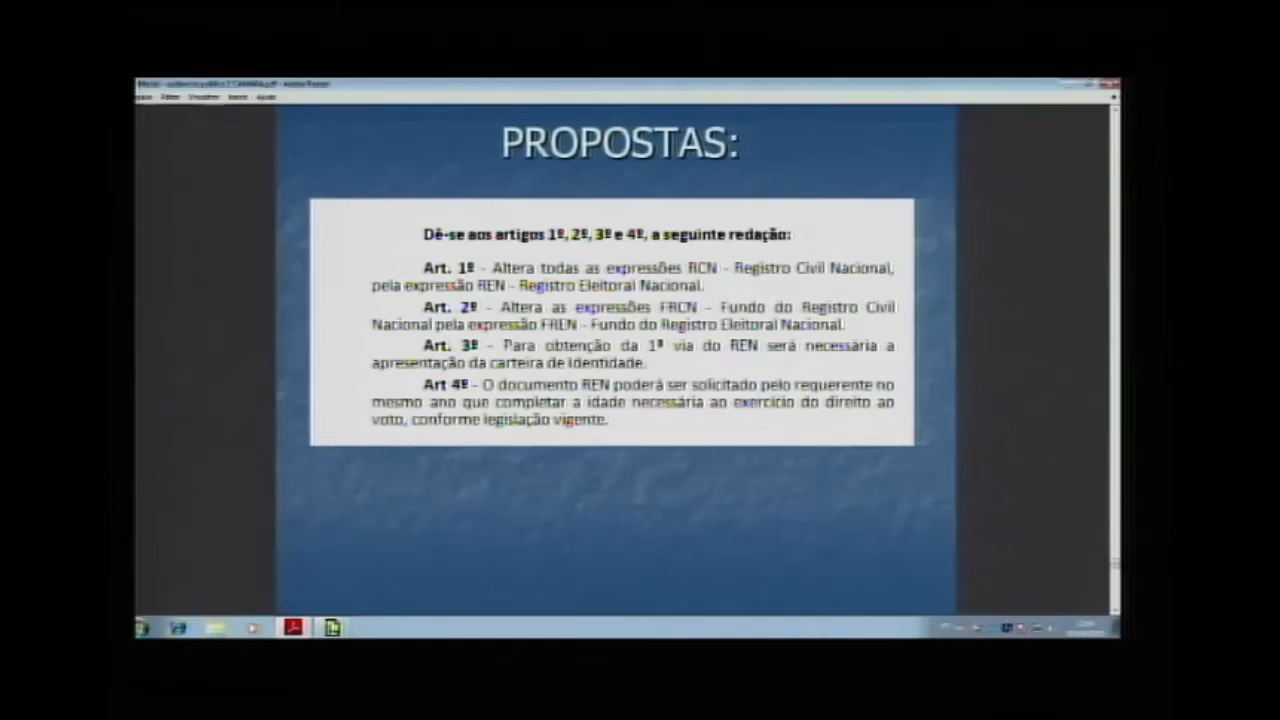 PROPOSTAS:
Dê-se aos artigos 1º, 2º, 3º e 4º, a seguinte redação:
Art. 1º - Altera todas as expressões RCN - Registro Civil Nacional,
pela expressão REN - Registro Eleitoral Nacional.
Art. 2º - Altera as expressões FRCN - Fundo do Registro Civil
Nacional pela expressão FREN - Fundo do Registro Eleitoral Nacional.
Art. 3º - Para obtenção da 1ª via do REN será necessária a
apresentação da carteira de Identidade.
Art 4º - O documento REN poderá ser solicitado pelo requerente no
mesmo ano que completar a idade necessária ao exercício do direito ao
voto, conforme legislação vigente.